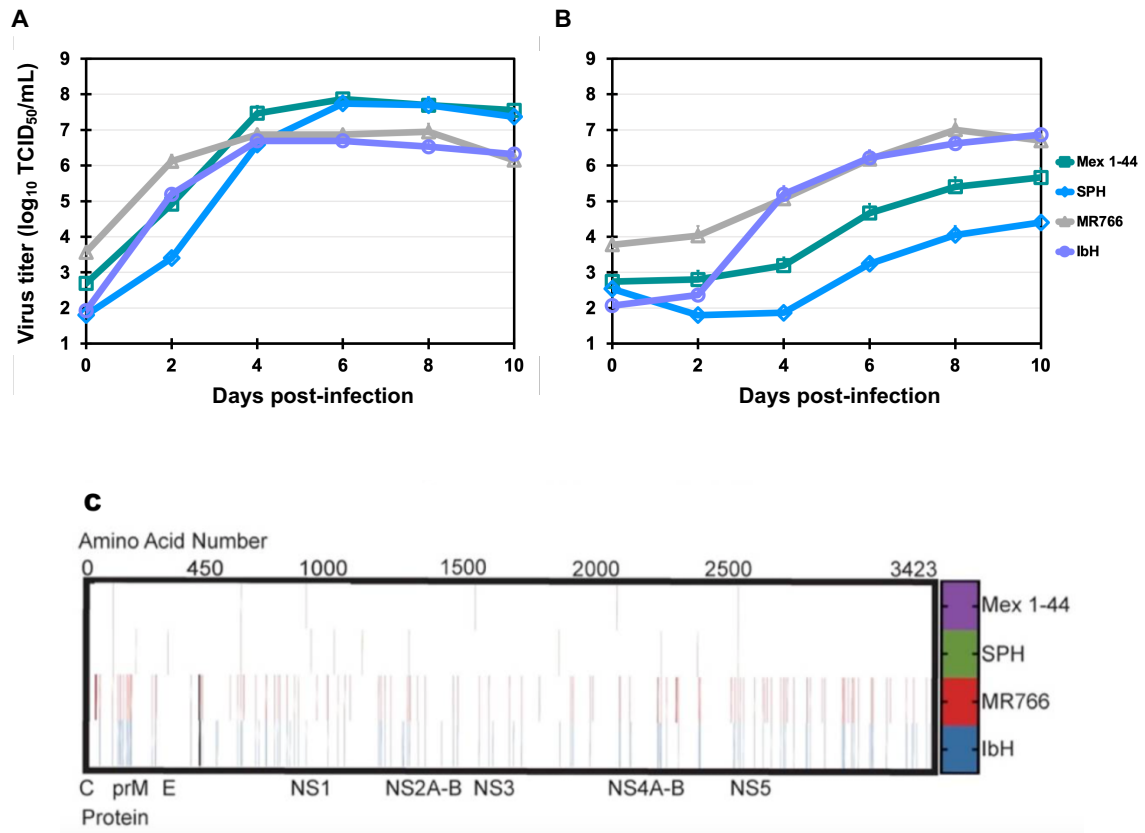 A
B
Virus titer (log₁₀ TCID₅₀/mL)
9
8
7
6
5
4
3
2
1
0 2 4 6 8 10
Days post-infection
9
8
7
6
5
4
3
2
1
0 2 4 6 8 10
Days post-infection
Mex 1-44
SPH
MR766
IbH
C
Amino Acid Number
0 450 1000 1500 2000 2500 3423
Mex 1-44
SPH
MR766
IbH
C prM E NS1 NS2A-B NS3 NS4A-B NS5
Protein